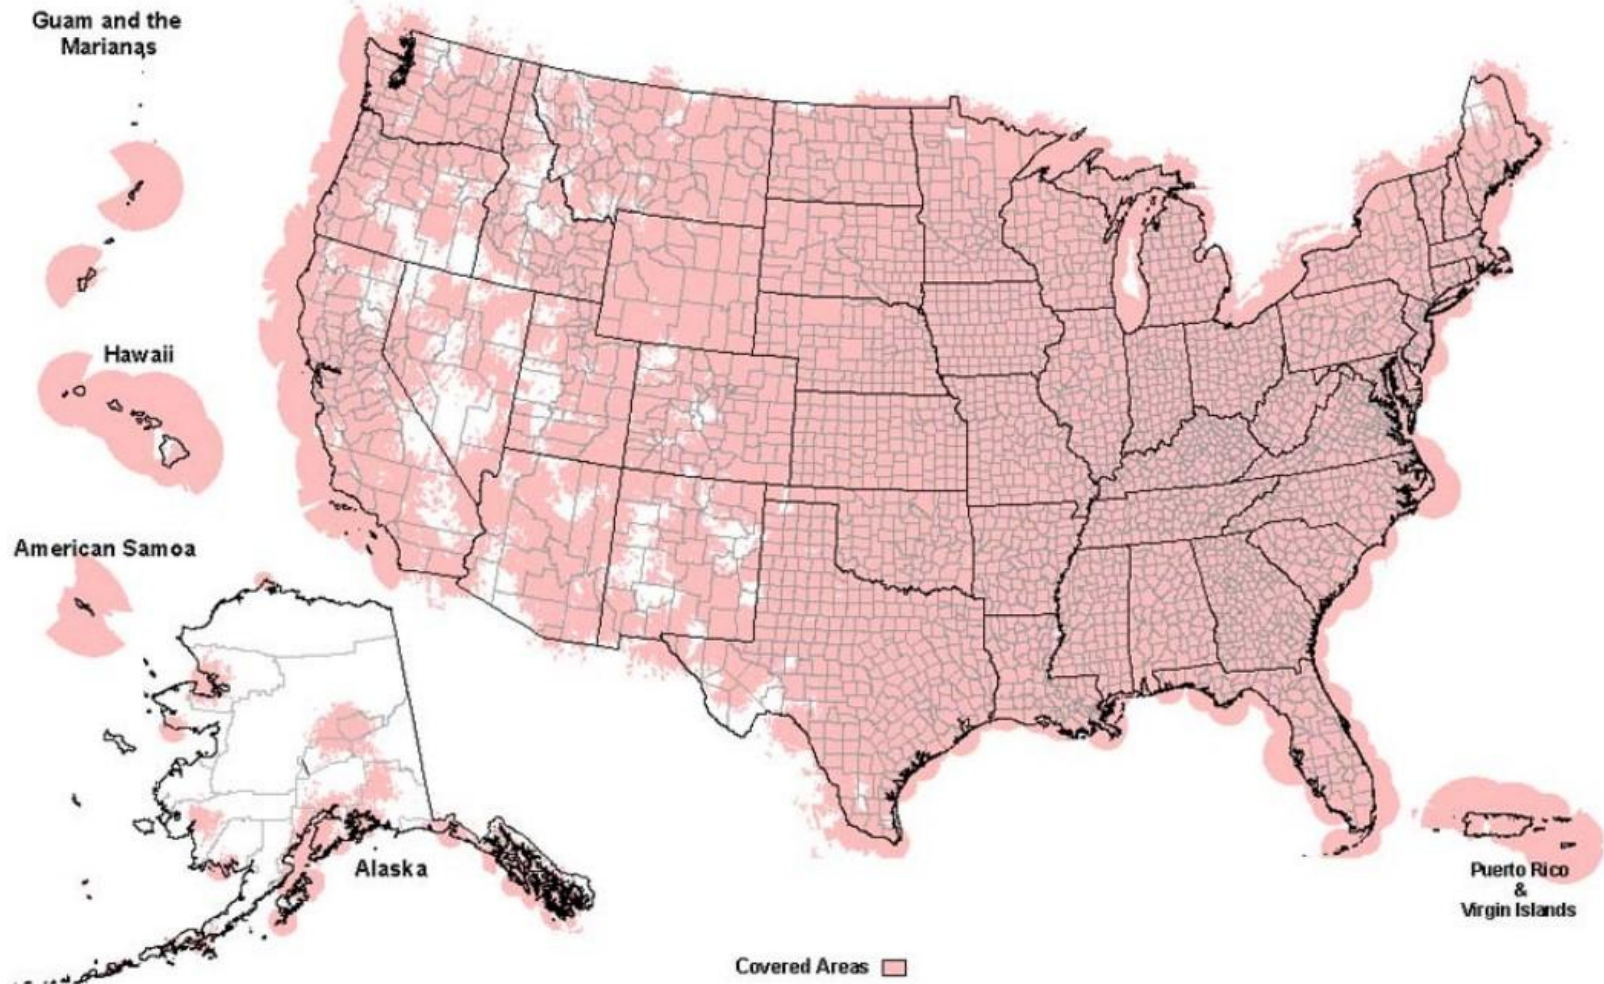 Guam and the
Marianas
Hawaii
American Samoa
Alaska
Puerto Rico
&
Virgin Islands
Covered Areas